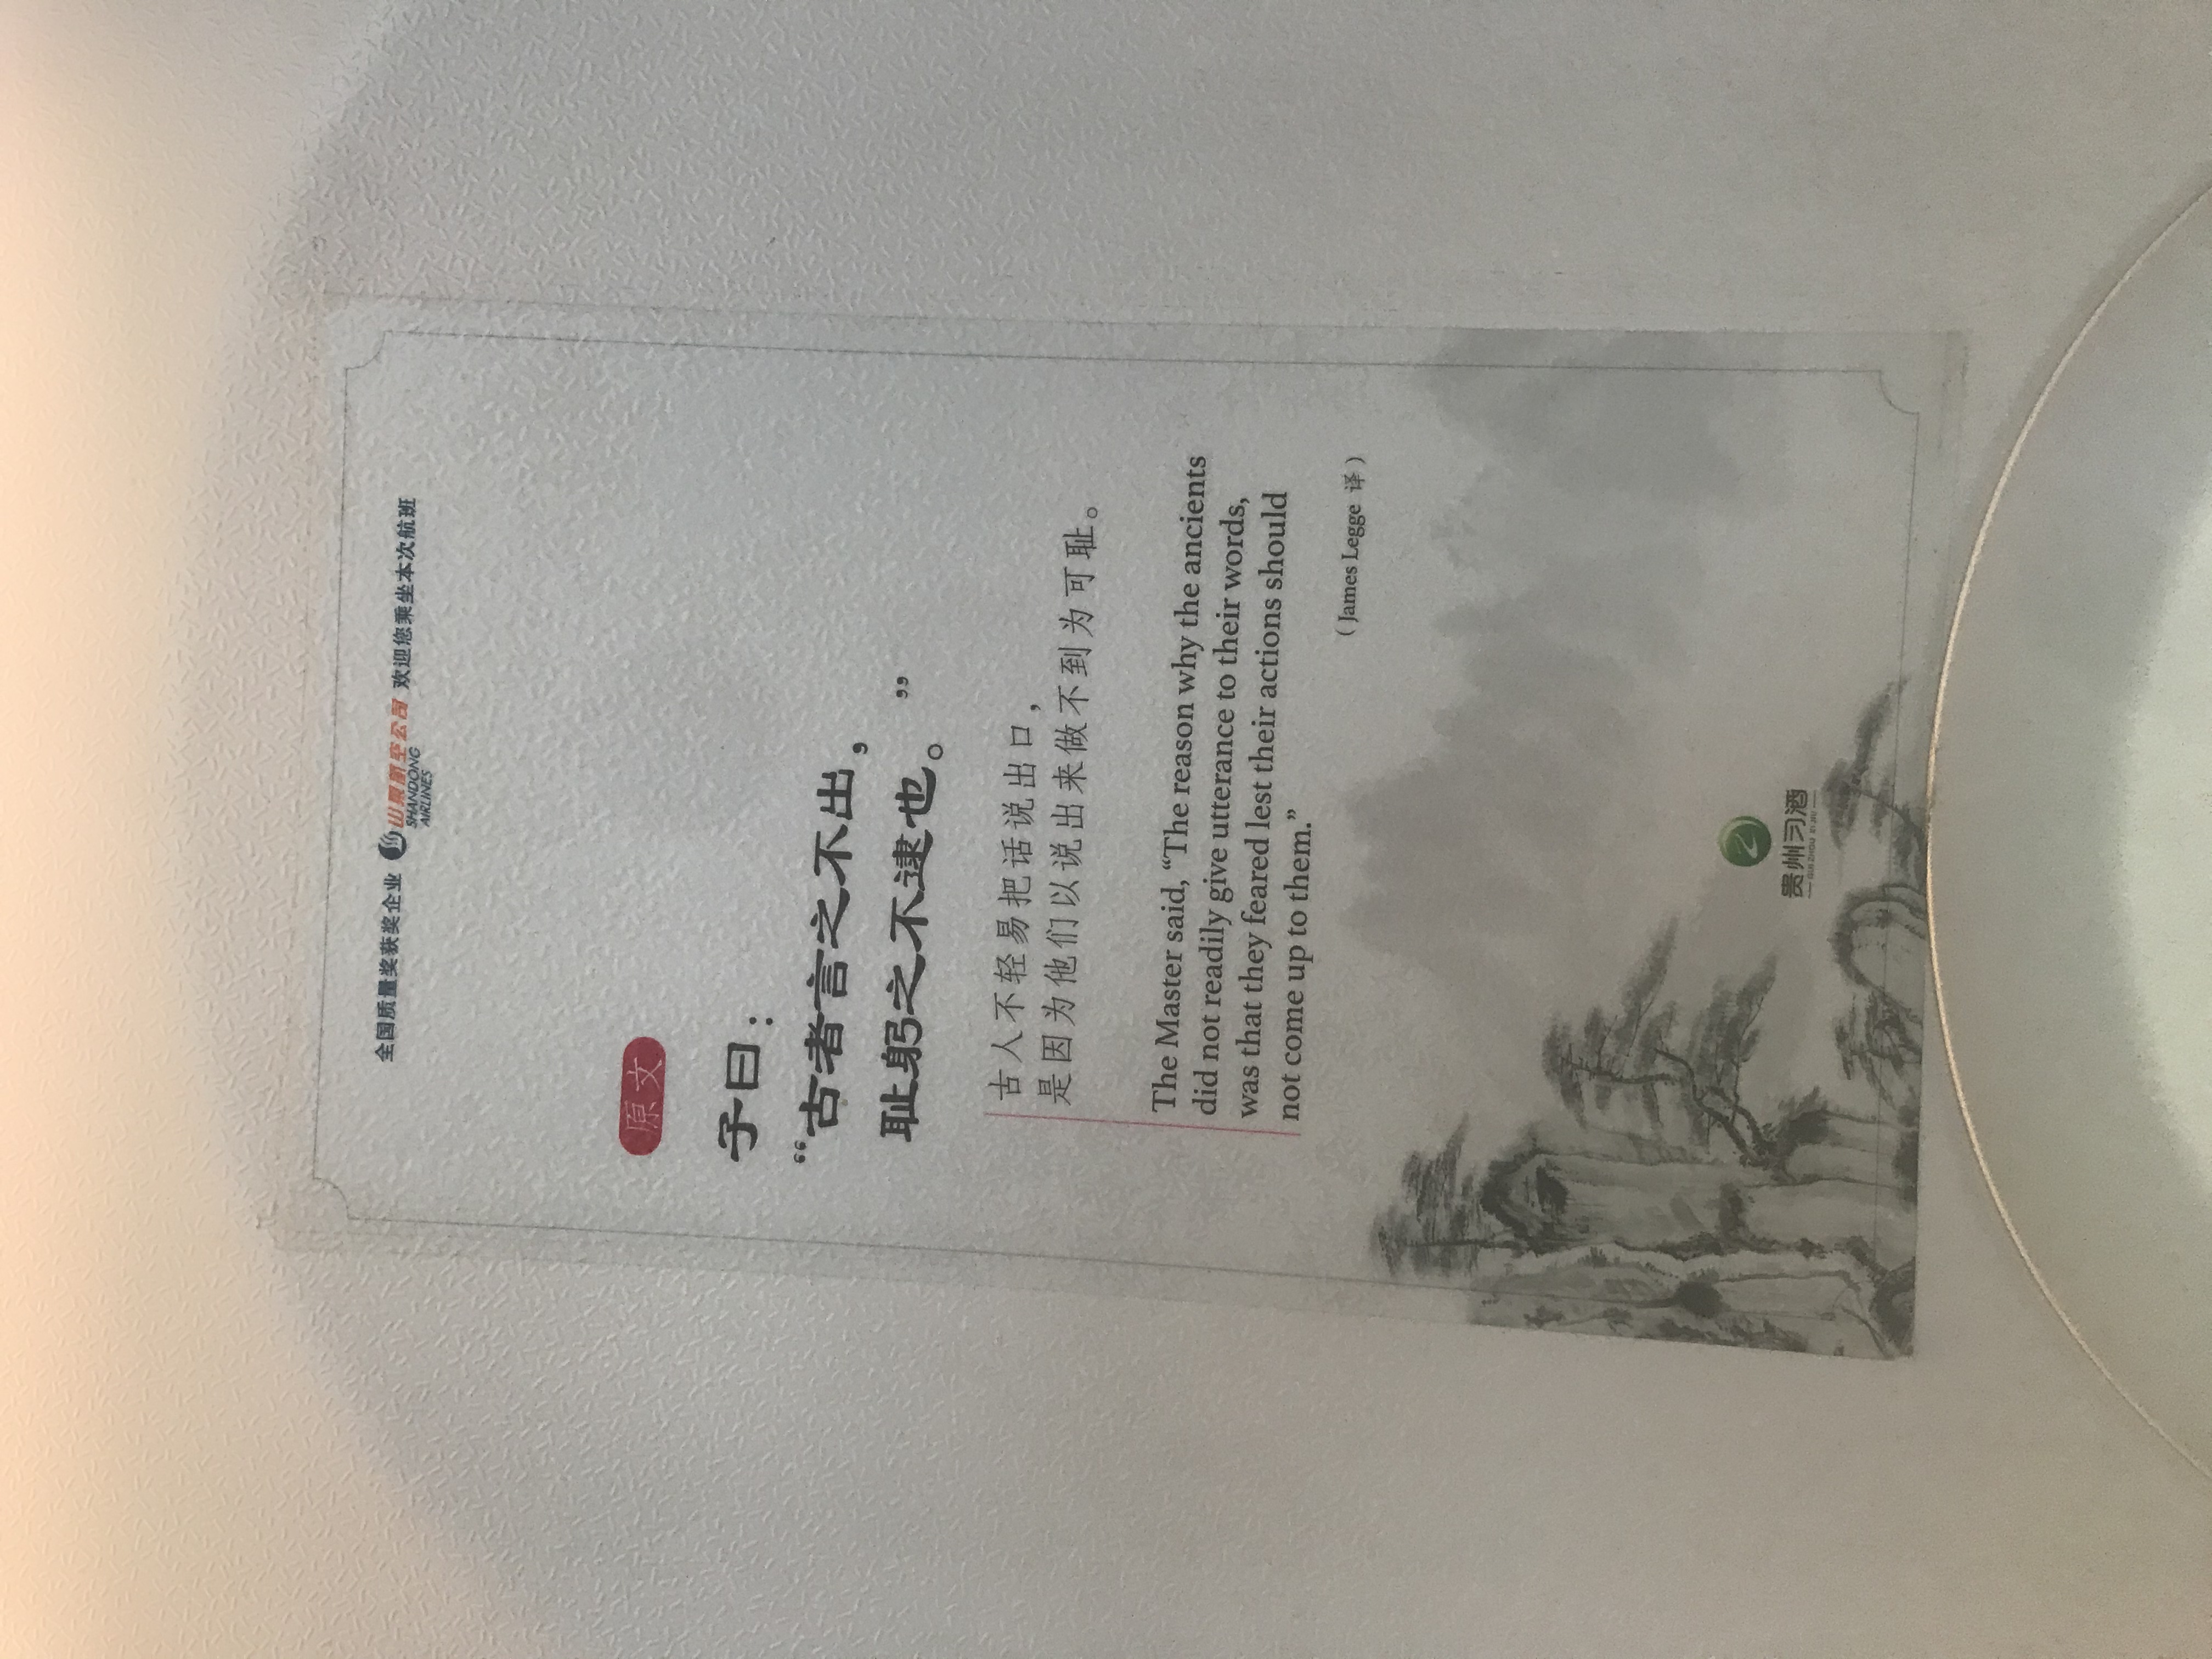 全国质量奖获奖企业 山东航空公司 SHANDONG AIRLINES 欢迎您乘坐本次航班
原文
子曰：
“古者言之不出，
耻躬之不逮也。”
古人不轻易把话说出口，
是因为他们以说出来做不到为可耻。
The Master said, “The reason why the ancients
did not readily give utterance to their words,
was that they feared lest their actions should
not come up to them.”
（James Legge 译）
贵州习酒
GUI ZHOU XI JIU